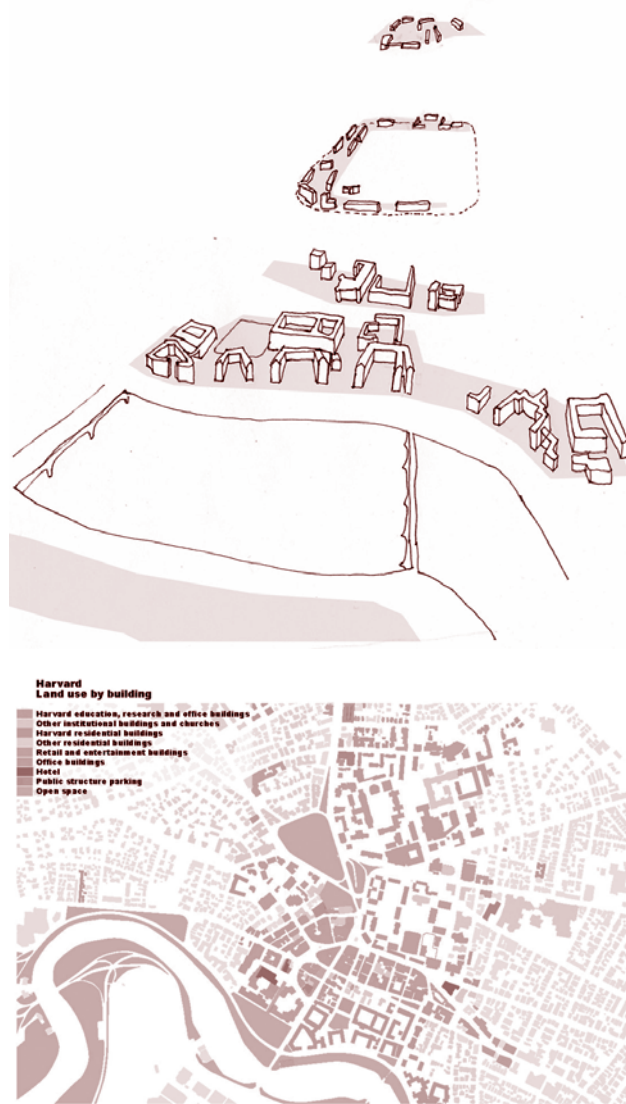 Harvard
Land use by building
Harvard education, research and office buildings
Other institutional buildings and churches
Harvard residential buildings
Other residential buildings
Retail and entertainment buildings
Office buildings
Hotel
Public structure parking
Open space